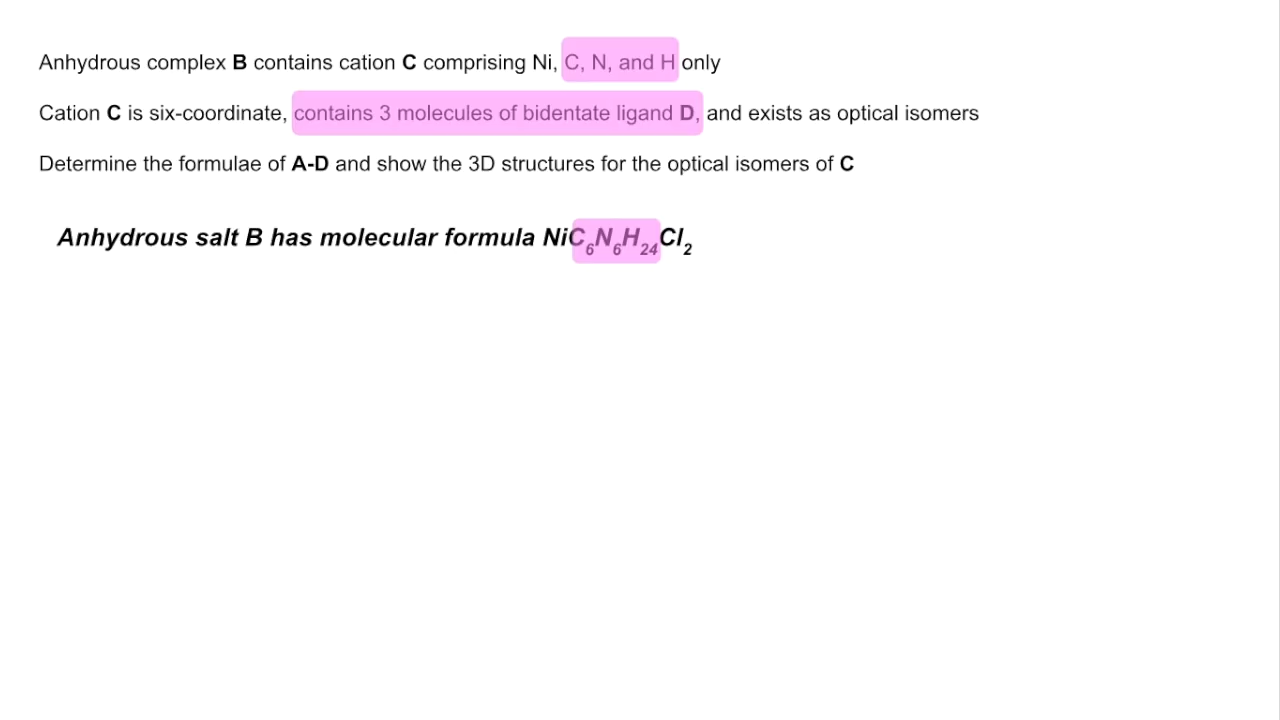 Anhydrous complex B contains cation C comprising Ni, C, N, and H only
Cation C is six-coordinate, contains 3 molecules of bidentate ligand D, and exists as optical isomers
Determine the formulae of A-D and show the 3D structures for the optical isomers of C
Anhydrous salt B has molecular formula NiC₆N₆H₂₄Cl₂